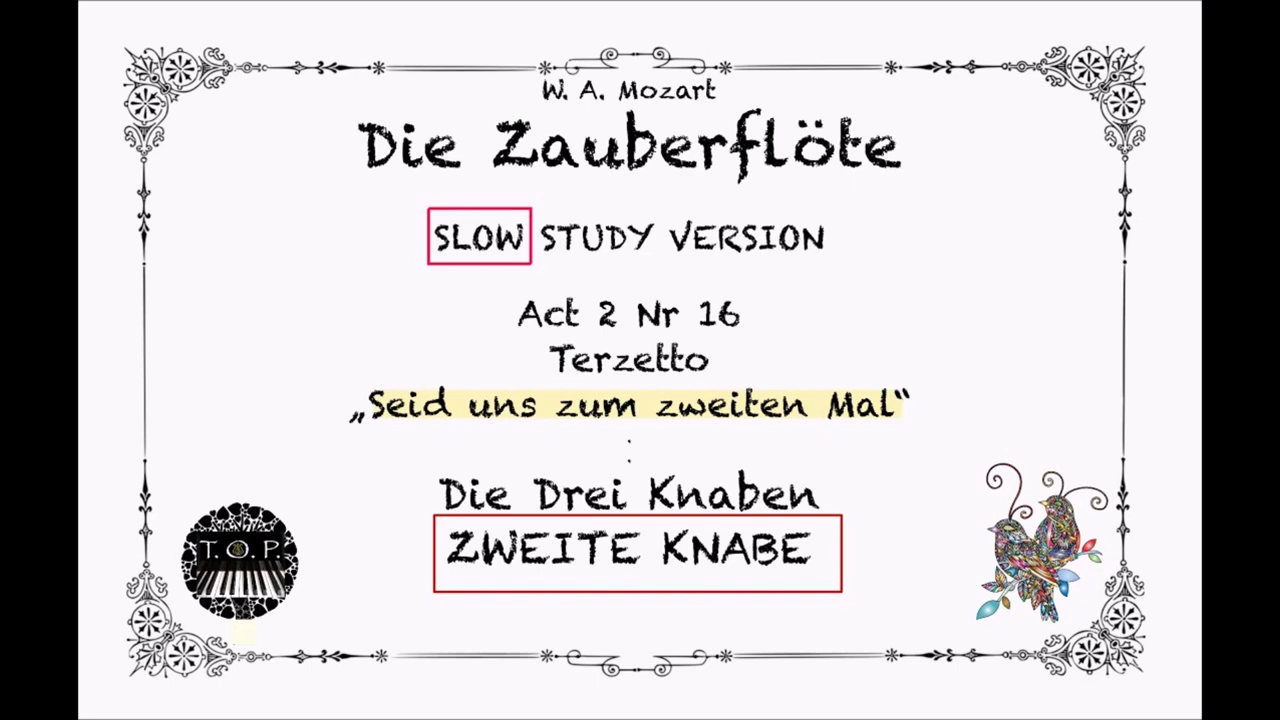 W. A. Mozart
Die Zauberflöte
SLOW STUDY VERSION
Act 2 Nr 16
Terzetto
„Seid uns zum zweiten Mal“
:
Die Drei Knaben
ZWEITE KNABE
T. O. P.